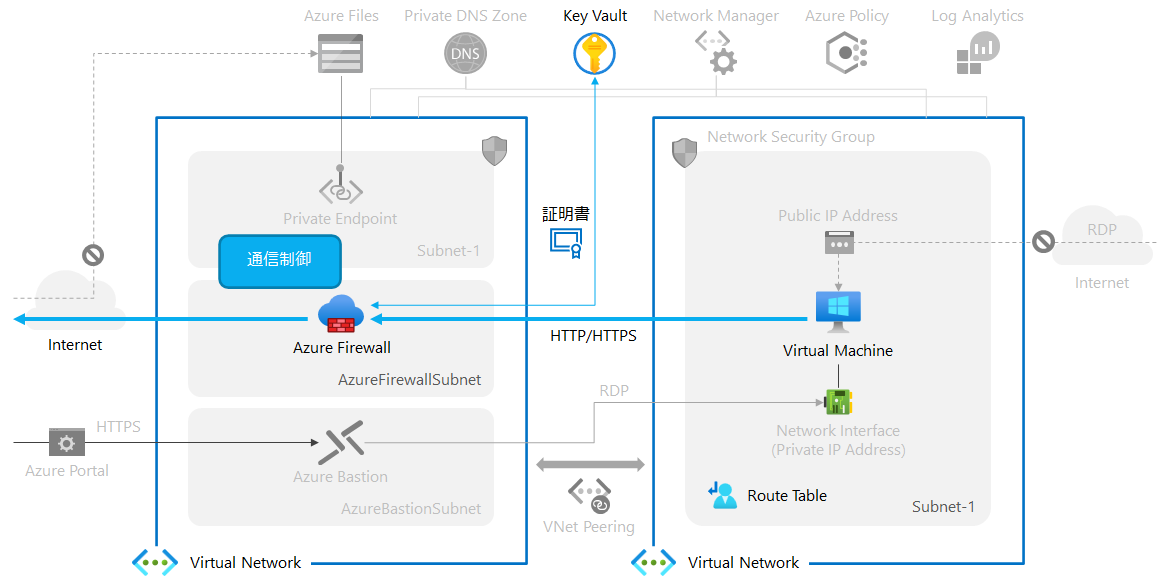 Azure Files
Private DNS Zone
Key Vault
Network Manager
Azure Policy
Log Analytics
DNS
Network Security Group
Private Endpoint
Subnet-1
証明書
Public IP Address
RDP
Internet
通信制御
Internet
Azure Firewall
AzureFirewallSubnet
HTTP/HTTPS
Virtual Machine
RDP
HTTPS
Azure Portal
Azure Bastion
AzureBastionSubnet
Network Interface
(Private IP Address)
VNet Peering
Route Table
Subnet-1
Virtual Network
Virtual Network